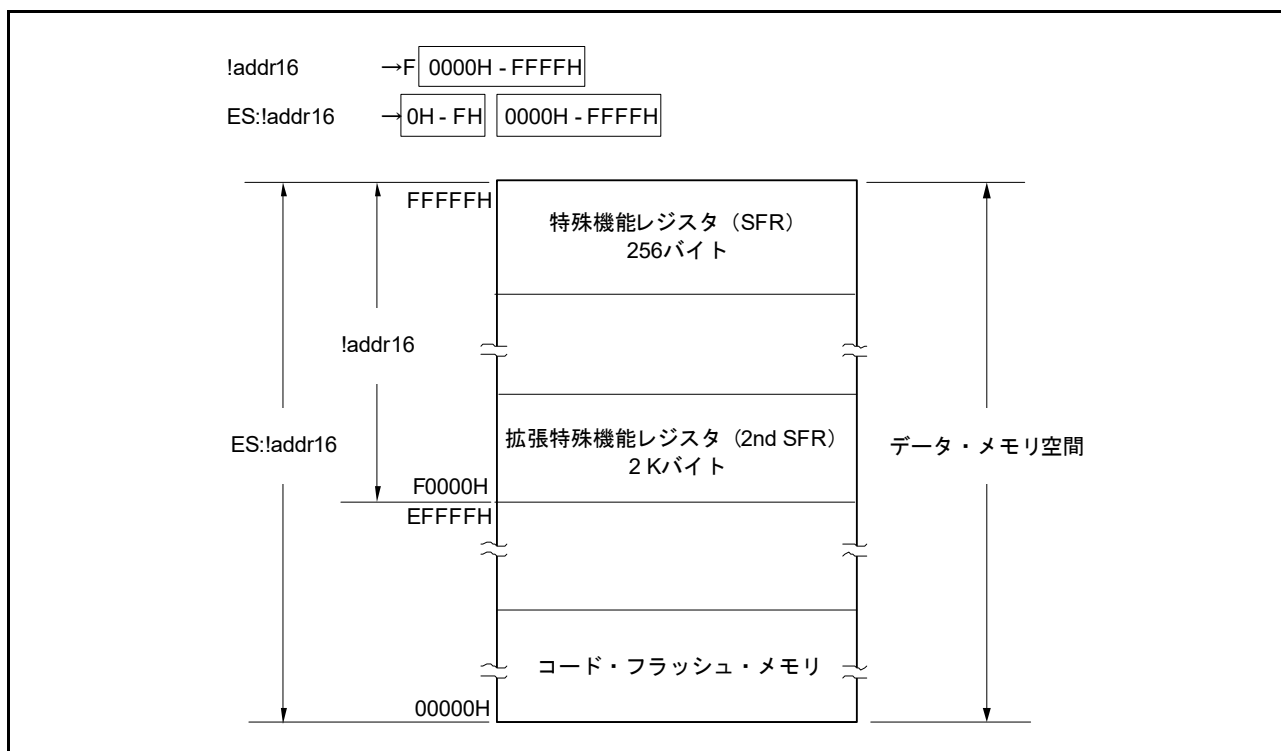 !addr16 →F 0000H - FFFFH
ES:!addr16 →0H - FH 0000H - FFFFH
FFFFFH
特殊機能レジスタ（SFR）
256バイト
!addr16
ES:!addr16
拡張特殊機能レジスタ（2nd SFR）
2 Kバイト
データ・メモリ空間
F0000H
EFFFFH
コード・フラッシュ・メモリ
00000H